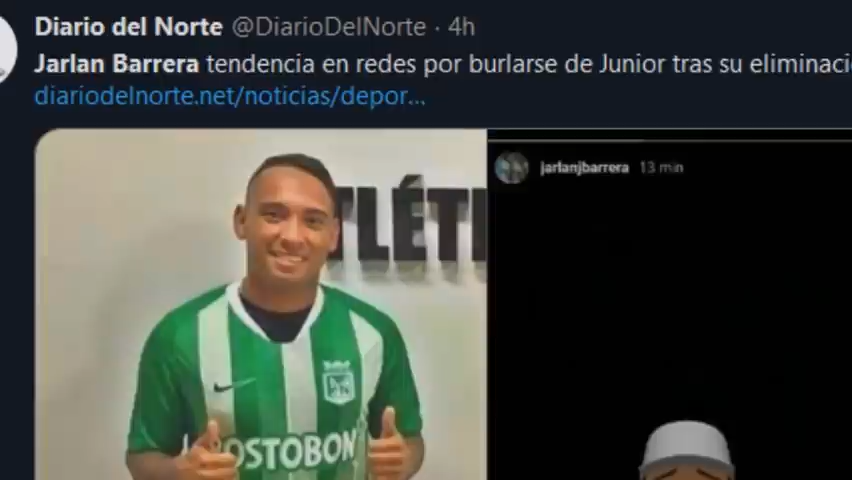 Diario del Norte @DiarioDelNorte · 4h
Jarlan Barrera tendencia en redes por burlarse de Junior tras su eliminaci
diariodelnorte.net/noticias/depor...
jarlanjbarrera 13 min
TLÉTI
POSTOBON